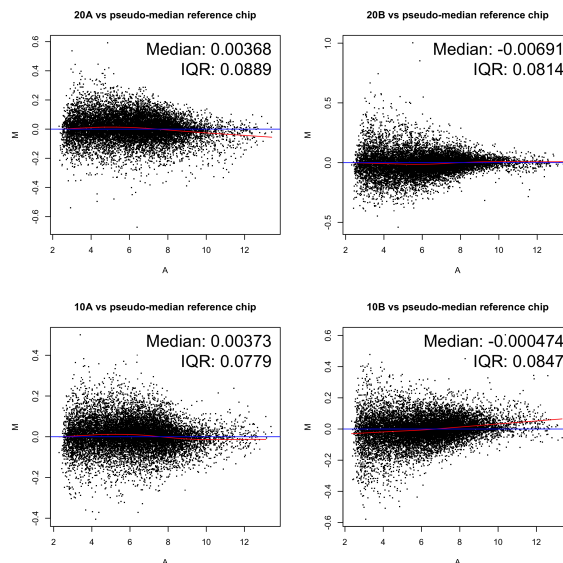 20A vs pseudo-median reference chip
Median: 0.00368
IQR: 0.0889
M
0.6
0.4
0.2
0.0
-0.2
-0.4
-0.6
2 4 6 8 10 12
A
20B vs pseudo-median reference chip
Median: -0.00691
IQR: 0.0814
M
1.0
0.5
0.0
-0.5
2 4 6 8 10 12
A
10A vs pseudo-median reference chip
Median: 0.00373
IQR: 0.0779
M
0.4
0.2
0.0
-0.2
-0.4
2 4 6 8 10 12
A
10B vs pseudo-median reference chip
Median: -0.000474
IQR: 0.0847
M
0.6
0.4
0.2
0.0
-0.2
-0.4
-0.6
2 4 6 8 10 12
A